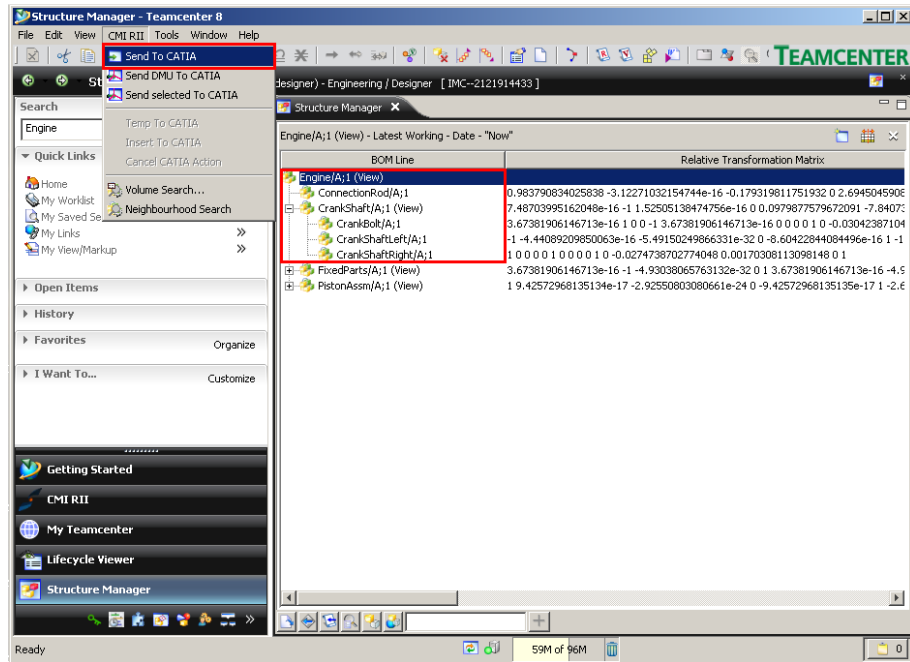 Structure Manager - Teamcenter 8
File Edit View CMI RII Tools Window Help
TEAMCENTER
Send To CATIA
Send DMU To CATIA
Send selected To CATIA
Temp To CATIA
Insert To CATIA
Cancel CATIA Action
Volume Search...
Neighbourhood Search
St
designer) - Engineering / Designer [ IMC--2121914433 ]
Search
Engine
Quick Links
Home
My Worklist
My Saved Se
My Links
My View/Markup
Open Items
History
Favorites
Organize
I Want To...
Customize
Getting Started
CMI RII
My Teamcenter
Lifecycle Viewer
Structure Manager
Structure Manager
Engine/A;1 (View) - Latest Working - Date - "Now"
BOM Line Relative Transformation Matrix
Engine/A;1 (View)
ConnectionRod/A;1 0.983790834025838 -3.12271032154744e-16 -0.179319811751932 0 2.6945045908
CrankShaft/A;1 (View) 7.48703995162048e-16 -1 1.52505138474756e-16 0 0.0979877579672091 -7.84073
CrankBolt/A;1 3.67381906146713e-16 1 0 0 -1 3.67381906146713e-16 0 0 0 0 1 0 -0.03042387104
CrankShaftLeft/A;1 -1 -4.44089209850063e-16 -5.49150249866331e-32 0 -8.60422844084496e-16 1 -1
CrankShaftRight/A;1 1 0 0 0 0 1 0 0 0 0 1 0 -0.0274738702774048 0.00170308113098148 0 1
FixedParts/A;1 (View) 3.67381906146713e-16 -1 -4.93038065763132e-32 0 1 3.67381906146713e-16 -4.9
PistonAssm/A;1 (View) 1 9.42572968135134e-17 -2.92550803080661e-24 0 -9.42572968135135e-17 1 -2.6
Ready
59M of 96M
0